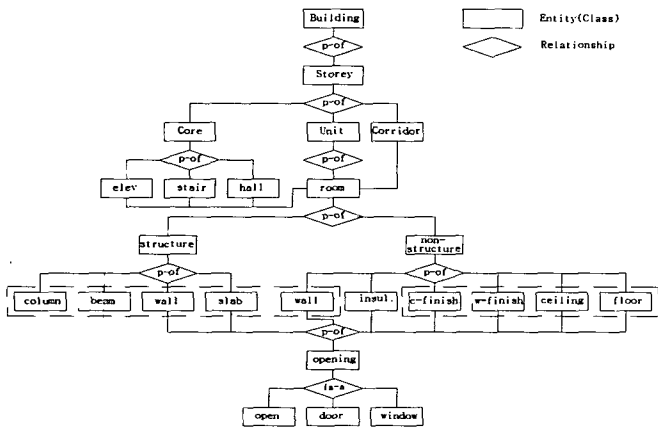 Building
Entity(Class)
p-of
Relationship
Storey
p-of
Core Unit Corridor
p-of p-of
elev stair hall room
p-of
structure non-
structure
p-of p-of
column beam wall slab wall insul. c-finish w-finish ceiling floor
p-of
opening
is-a
open door window